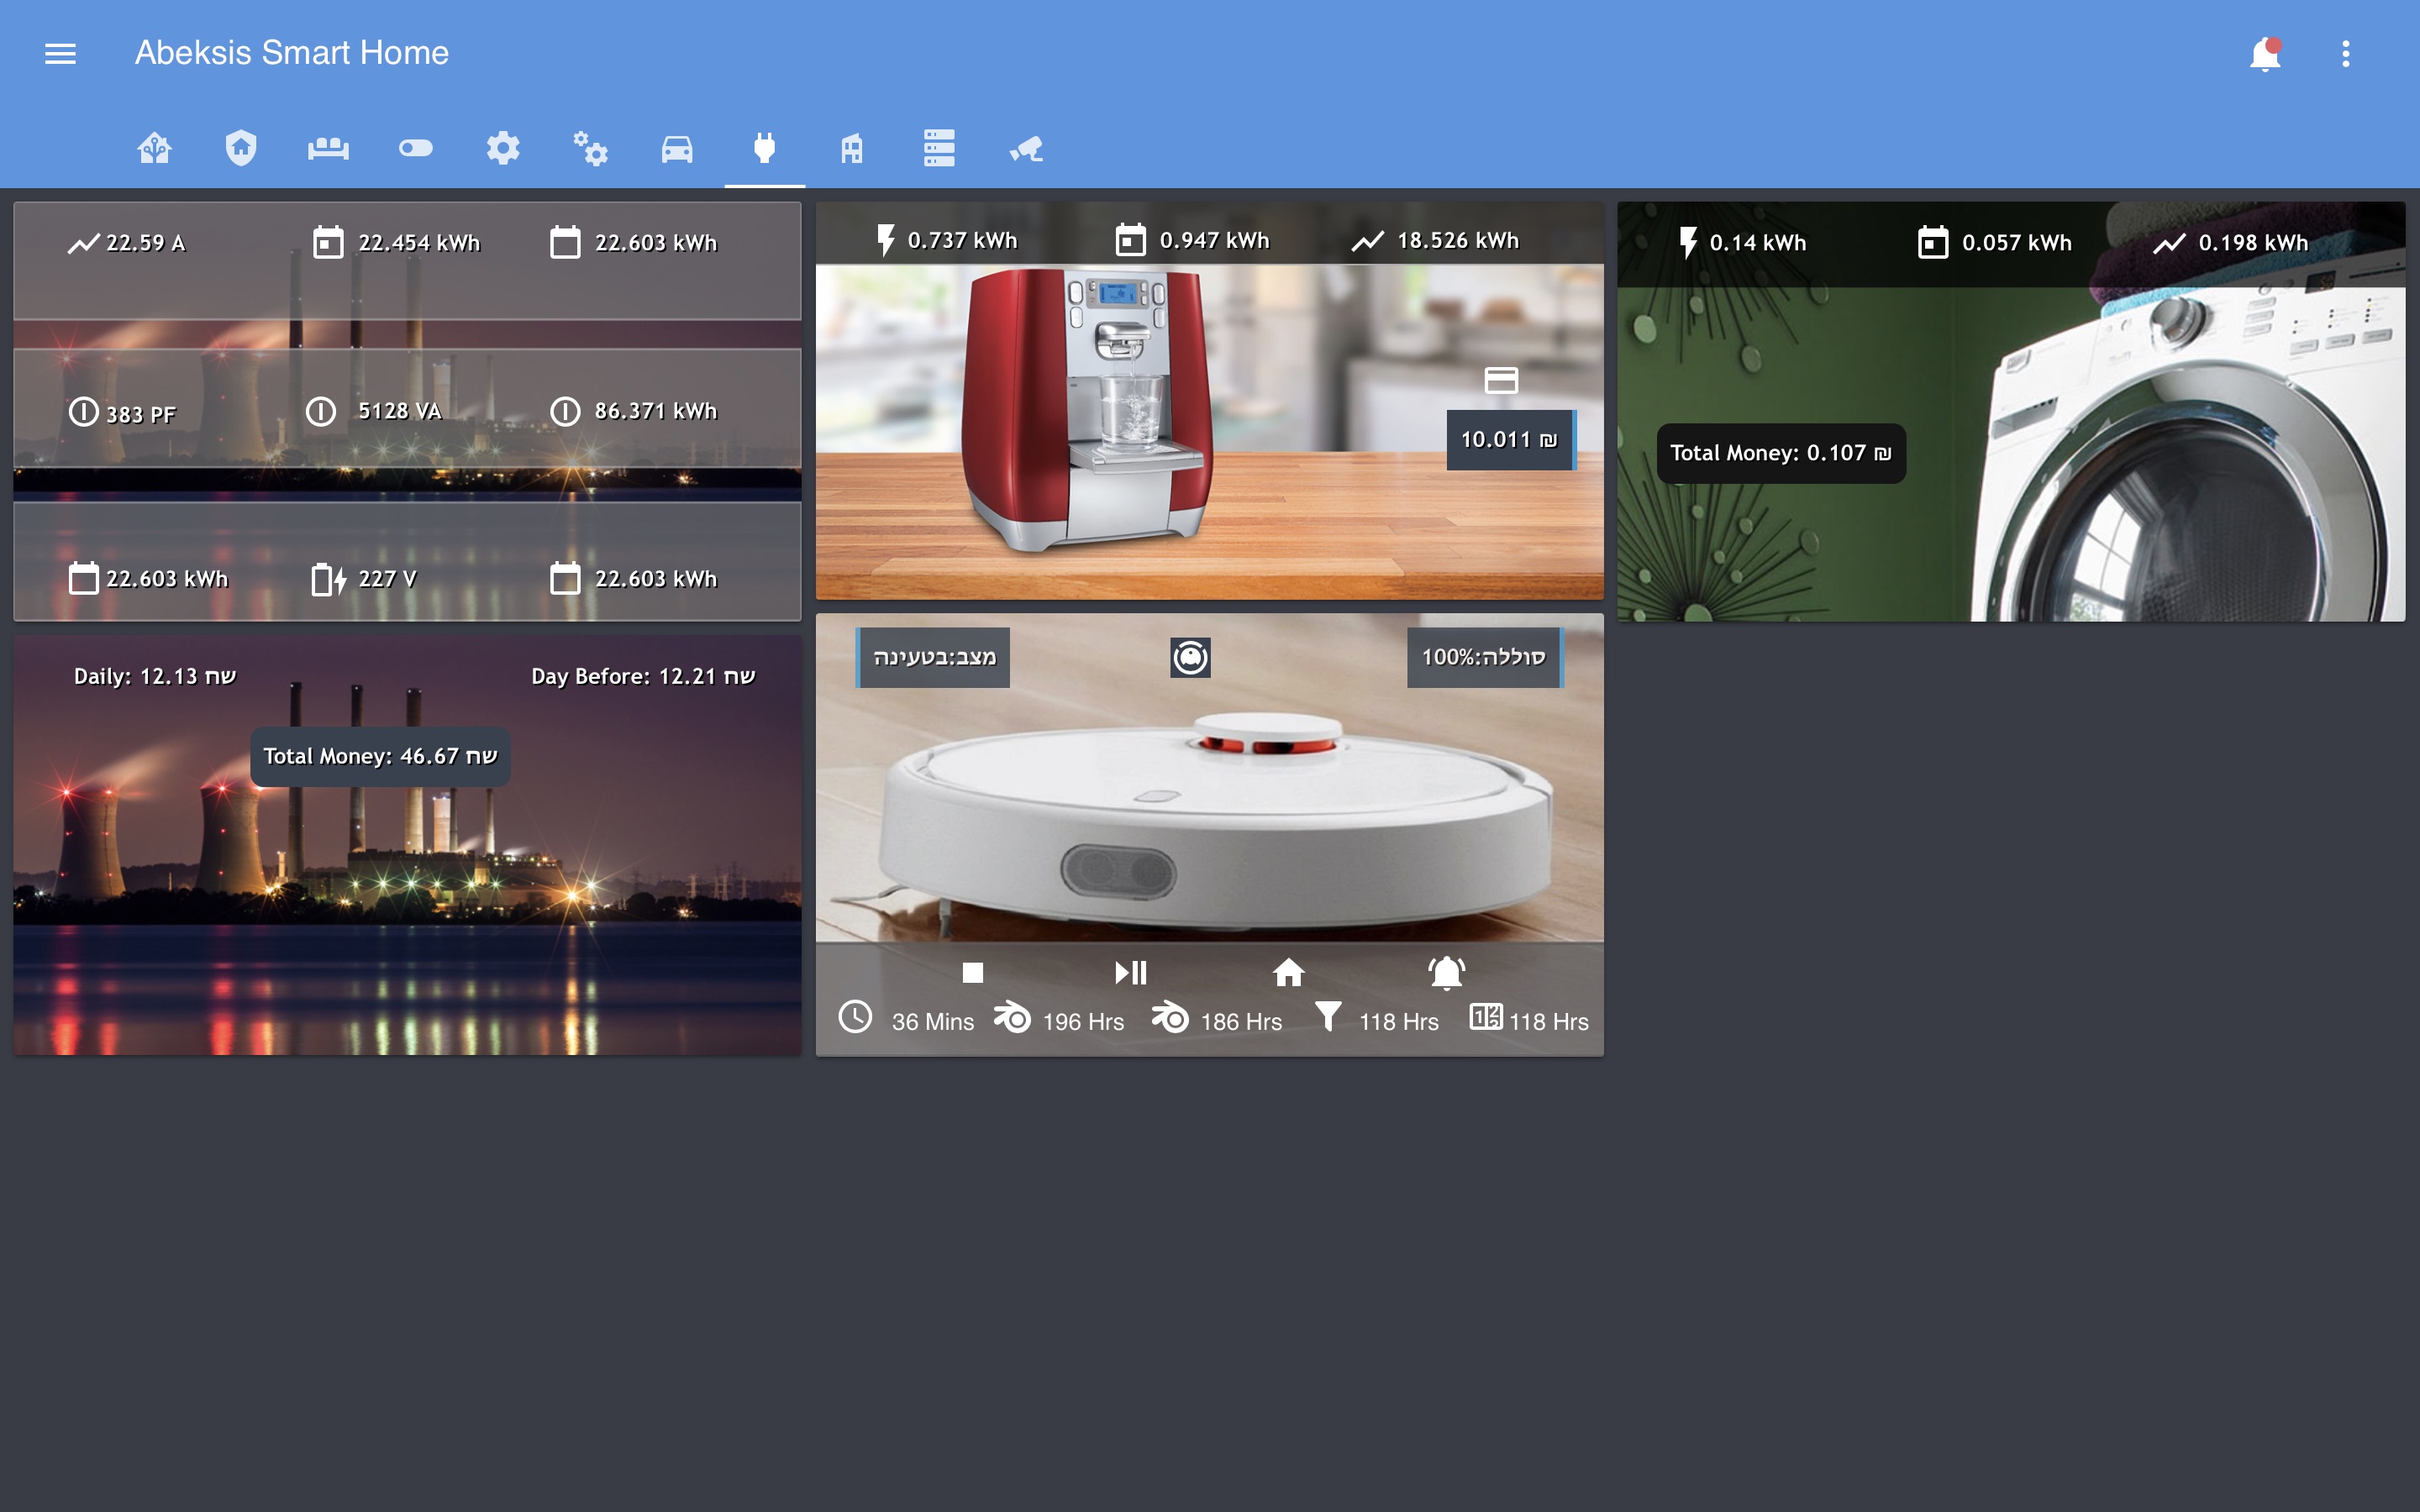 Abeksis Smart Home
22.59 A
22.454 kWh
22.603 kWh
383 PF
5128 VA
86.371 kWh
22.603 kWh
227 V
22.603 kWh
Daily: 12.13 שח
Day Before: 12.21 שח
Total Money: 46.67 שח
0.737 kWh
0.947 kWh
18.526 kWh
10.011 ₪
מצב:בטעינה
סוללה:100%
36 Mins
196 Hrs
186 Hrs
118 Hrs
118 Hrs
0.14 kWh
0.057 kWh
0.198 kWh
Total Money: 0.107 ₪